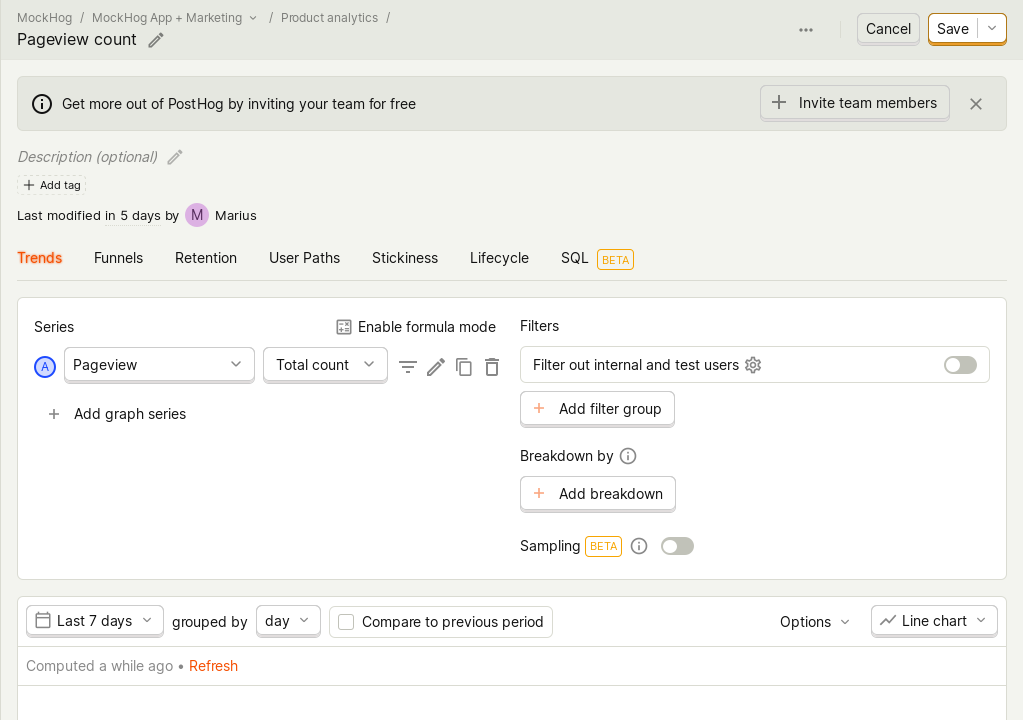 MockHog / MockHog App + Marketing / Product analytics /
Pageview count
Cancel
Save
Get more out of PostHog by inviting your team for free
Invite team members
Description (optional)
Add tag
Last modified in 5 days by M Marius
Trends Funnels Retention User Paths Stickiness Lifecycle SQL BETA
Series
Enable formula mode
A Pageview Total count
Add graph series
Filters
Filter out internal and test users
Add filter group
Breakdown by
Add breakdown
Sampling BETA
Last 7 days grouped by day Compare to previous period Options Line chart
Computed a while ago • Refresh